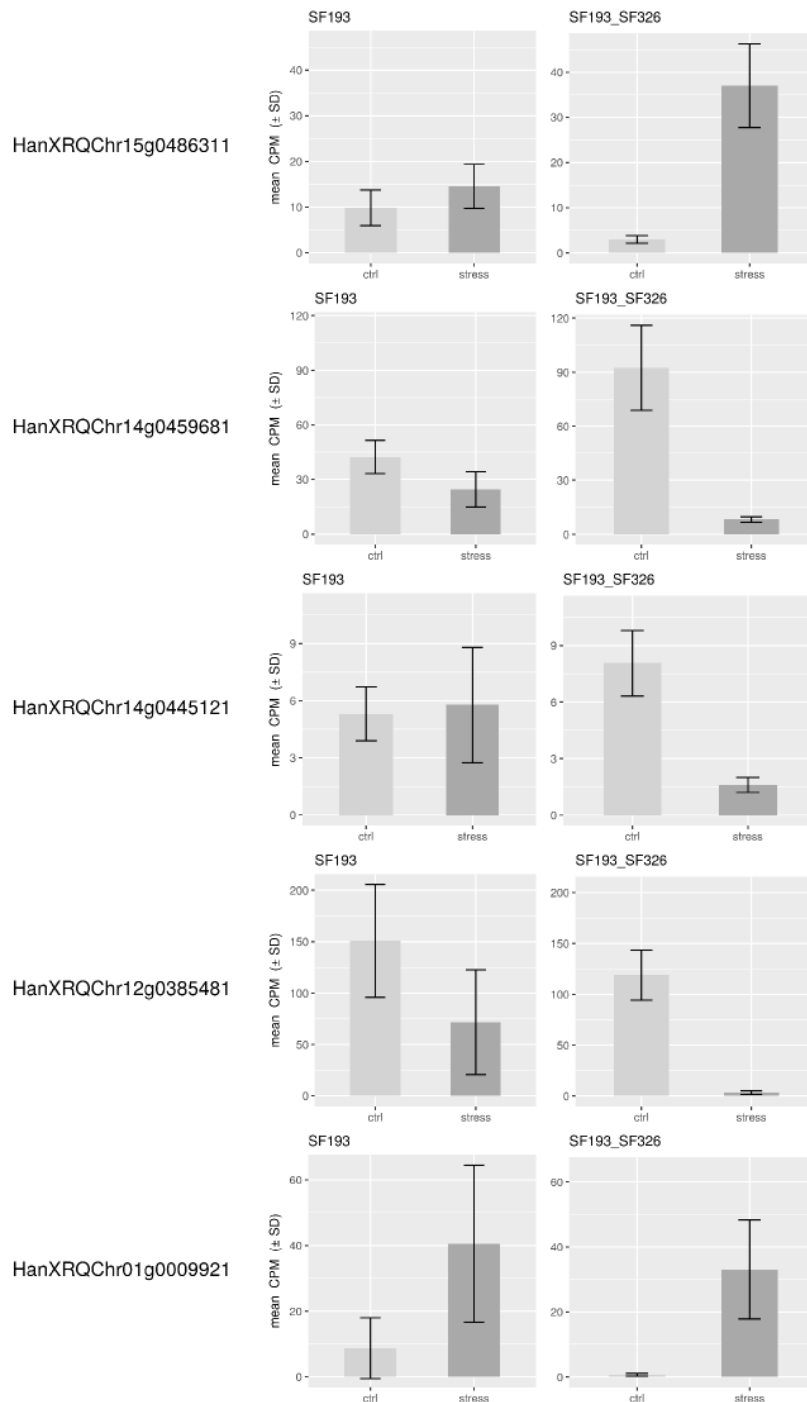 SF193
SF193_SF326
HanXRQChr15g0486311
mean CPM (± SD)
40
30
20
10
0
ctrl
stress
40
30
20
10
0
ctrl
stress
SF193
SF193_SF326
HanXRQChr14g0459681
mean CPM (± SD)
120
90
60
30
0
ctrl
stress
120
90
60
30
0
ctrl
stress
SF193
SF193_SF326
HanXRQChr14g0445121
mean CPM (± SD)
9
6
3
0
ctrl
stress
9
6
3
0
ctrl
stress
SF193
SF193_SF326
HanXRQChr12g0385481
mean CPM (± SD)
200
150
100
50
0
ctrl
stress
200
150
100
50
0
ctrl
stress
SF193
SF193_SF326
HanXRQChr01g0009921
mean CPM (± SD)
60
40
20
0
ctrl
stress
60
40
20
0
ctrl
stress